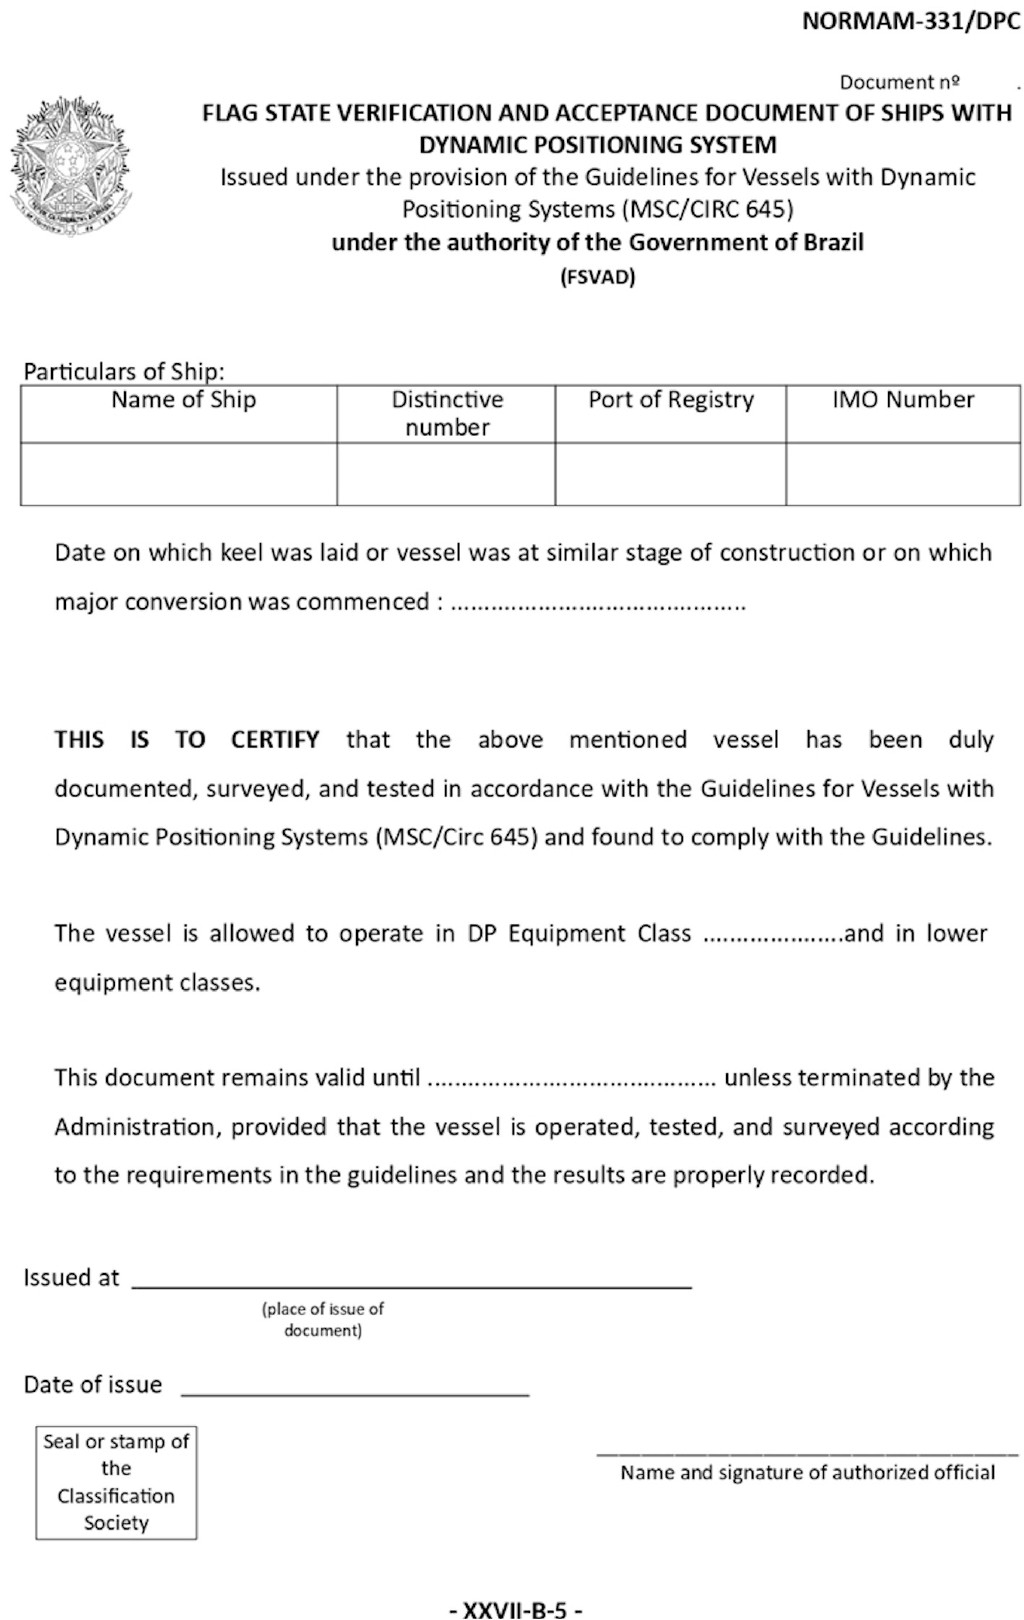 NORMAM-331/DPC
Document nº .
FLAG STATE VERIFICATION AND ACCEPTANCE DOCUMENT OF SHIPS WITH
DYNAMIC POSITIONING SYSTEM
Issued under the provision of the Guidelines for Vessels with Dynamic
Positioning Systems (MSC/CIRC 645)
under the authority of the Government of Brazil
(FSVAD)
Particulars of Ship:
Name of Ship Distinctive number Port of Registry IMO Number
Date on which keel was laid or vessel was at similar stage of construction or on which
major conversion was commenced : ............................................
THIS IS TO CERTIFY that the above mentioned vessel has been duly
documented, surveyed, and tested in accordance with the Guidelines for Vessels with
Dynamic Positioning Systems (MSC/Circ 645) and found to comply with the Guidelines.
The vessel is allowed to operate in DP Equipment Class .....................and in lower
equipment classes.
This document remains valid until ........................................... unless terminated by the
Administration, provided that the vessel is operated, tested, and surveyed according
to the requirements in the guidelines and the results are properly recorded.
Issued at
(place of issue of
document)
Date of issue
Seal or stamp of
the
Classification
Society
Name and signature of authorized official
- XXVII-B-5 -